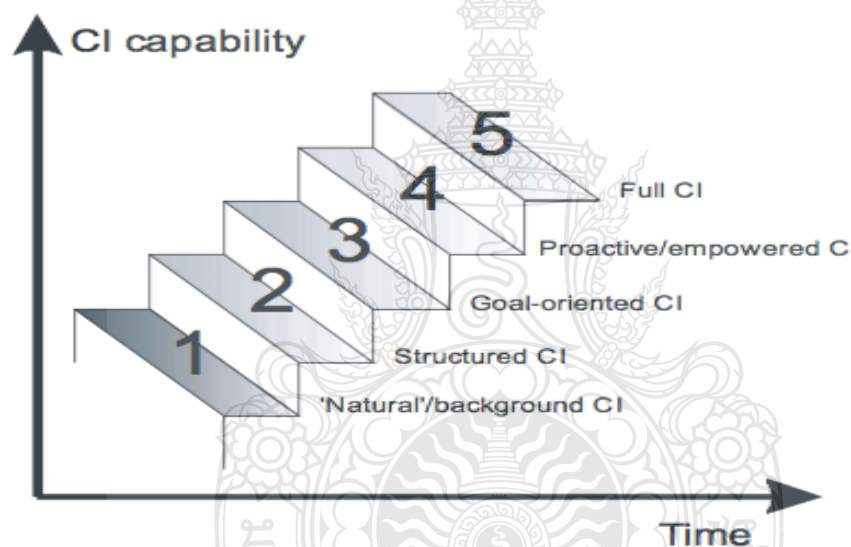 CI capability
5
Full CI
4
Proactive/empowered C
3
Goal-oriented CI
2
Structured CI
1
'Natural'/background CI
Time